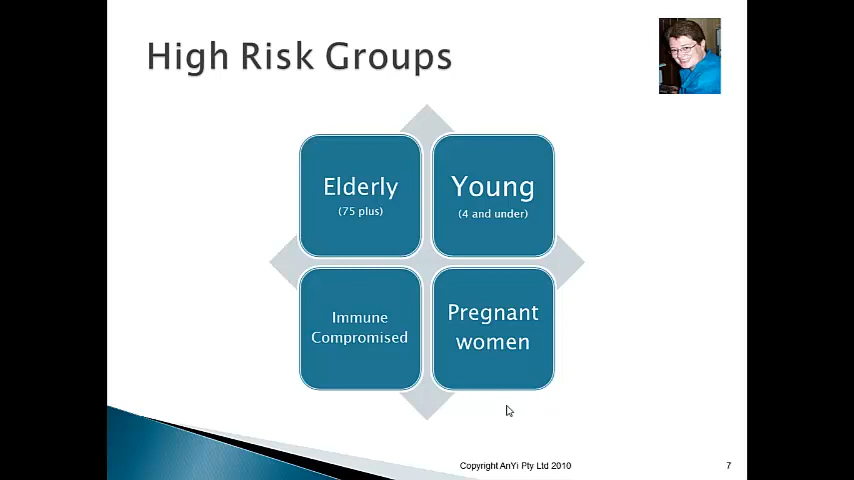 High Risk Groups
Elderly
(75 plus)
Young
(4 and under)
Immune
Compromised
Pregnant
women
Copyright AnYi Pty Ltd 2010
7